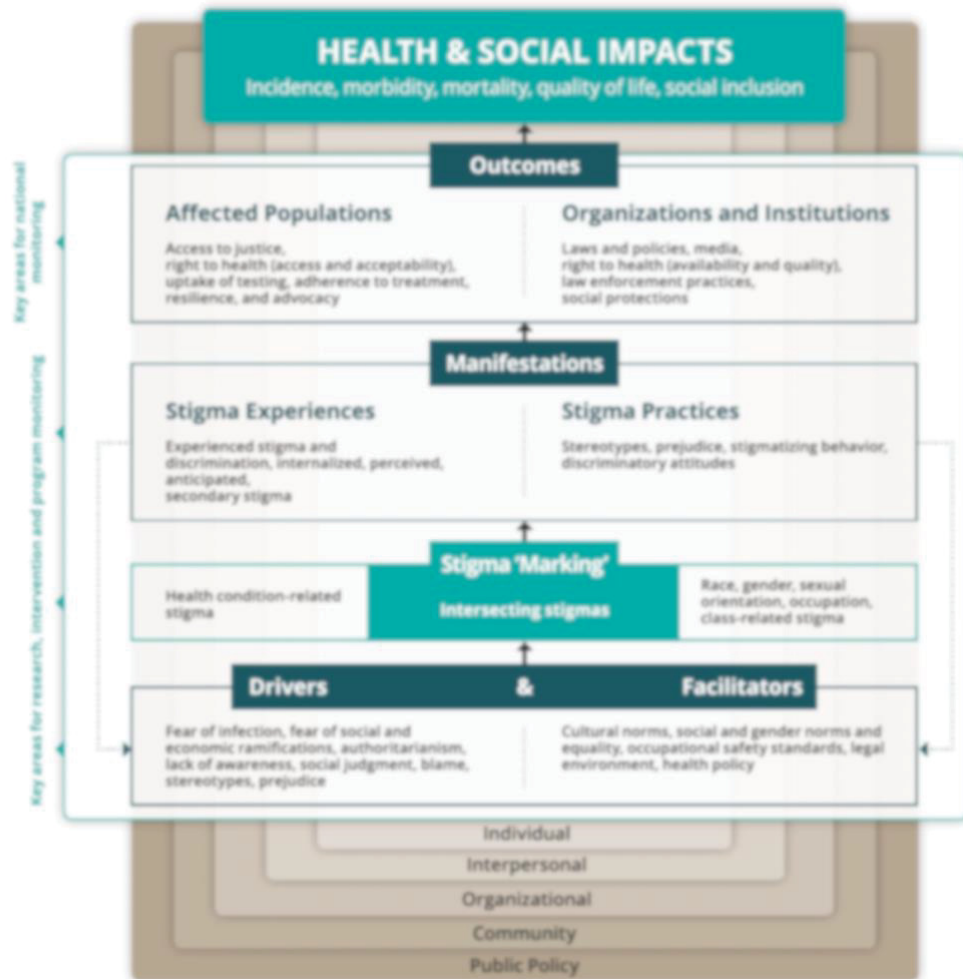 HEALTH & SOCIAL IMPACTS
Incidence, morbidity, mortality, quality of life, social inclusion
Outcomes
Affected Populations
Access to justice,
right to health (access and acceptability),
uptake of testing, adherence to treatment,
resilience, and advocacy
Organizations and Institutions
Laws and policies, media,
right to health (availability and quality),
law enforcement practices,
social protections
Key areas for national
monitoring
Manifestations
Stigma Experiences
Experienced stigma and
discrimination, internalized, perceived,
anticipated,
secondary stigma
Stigma Practices
Stereotypes, prejudice, stigmatizing behavior,
discriminatory attitudes
Key areas for research, intervention and program monitoring
Stigma ‘Marking’
Health condition-related
stigma
Intersecting stigmas
Race, gender, sexual
orientation, occupation,
class-related stigma
Drivers & Facilitators
Fear of infection, fear of social and
economic ramifications, authoritarianism,
lack of awareness, social judgment, blame,
stereotypes, prejudice
Cultural norms, social and gender norms and
equality, occupational safety standards, legal
environment, health policy
Individual
Interpersonal
Organizational
Community
Public Policy